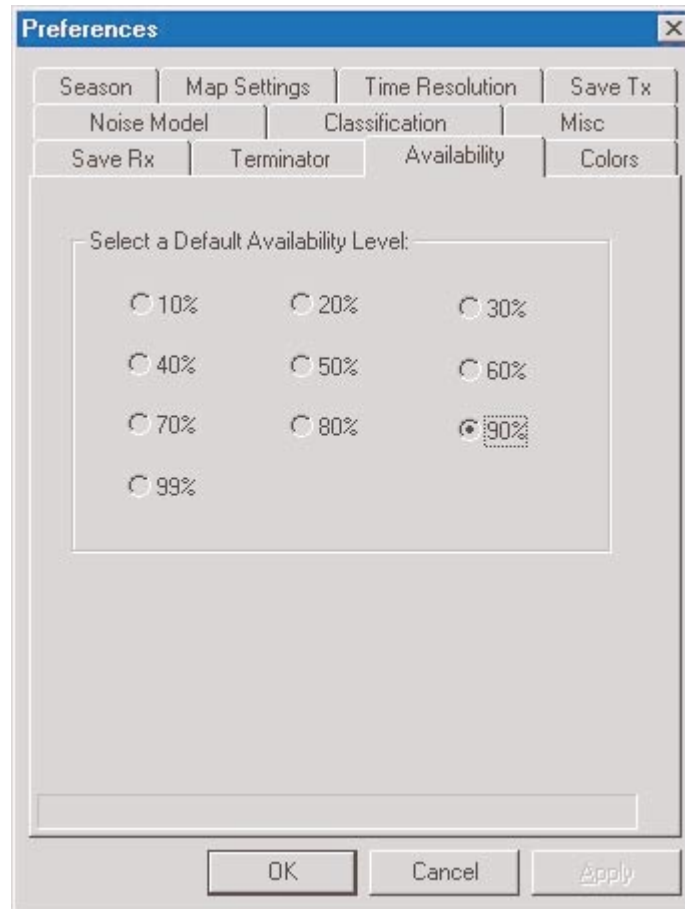 Preferences
Season Map Settings Time Resolution Save Tx
Noise Model Classification Misc
Save Rx Terminator Availability Colors
Select a Default Availability Level:
10% 20% 30%
40% 50% 60%
70% 80% 90%
99%
OK Cancel Apply